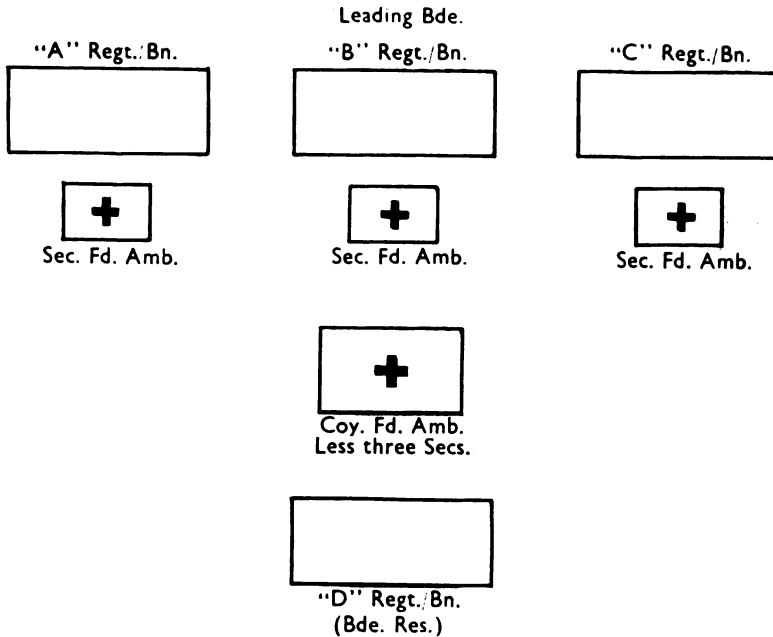 Leading Bde.
"A" Regt./Bn.
"B" Regt./Bn.
"C" Regt./Bn.
Sec. Fd. Amb.
Sec. Fd. Amb.
Sec. Fd. Amb.
Coy. Fd. Amb.
Less three Secs.
"D" Regt./Bn.
(Bde. Res.)